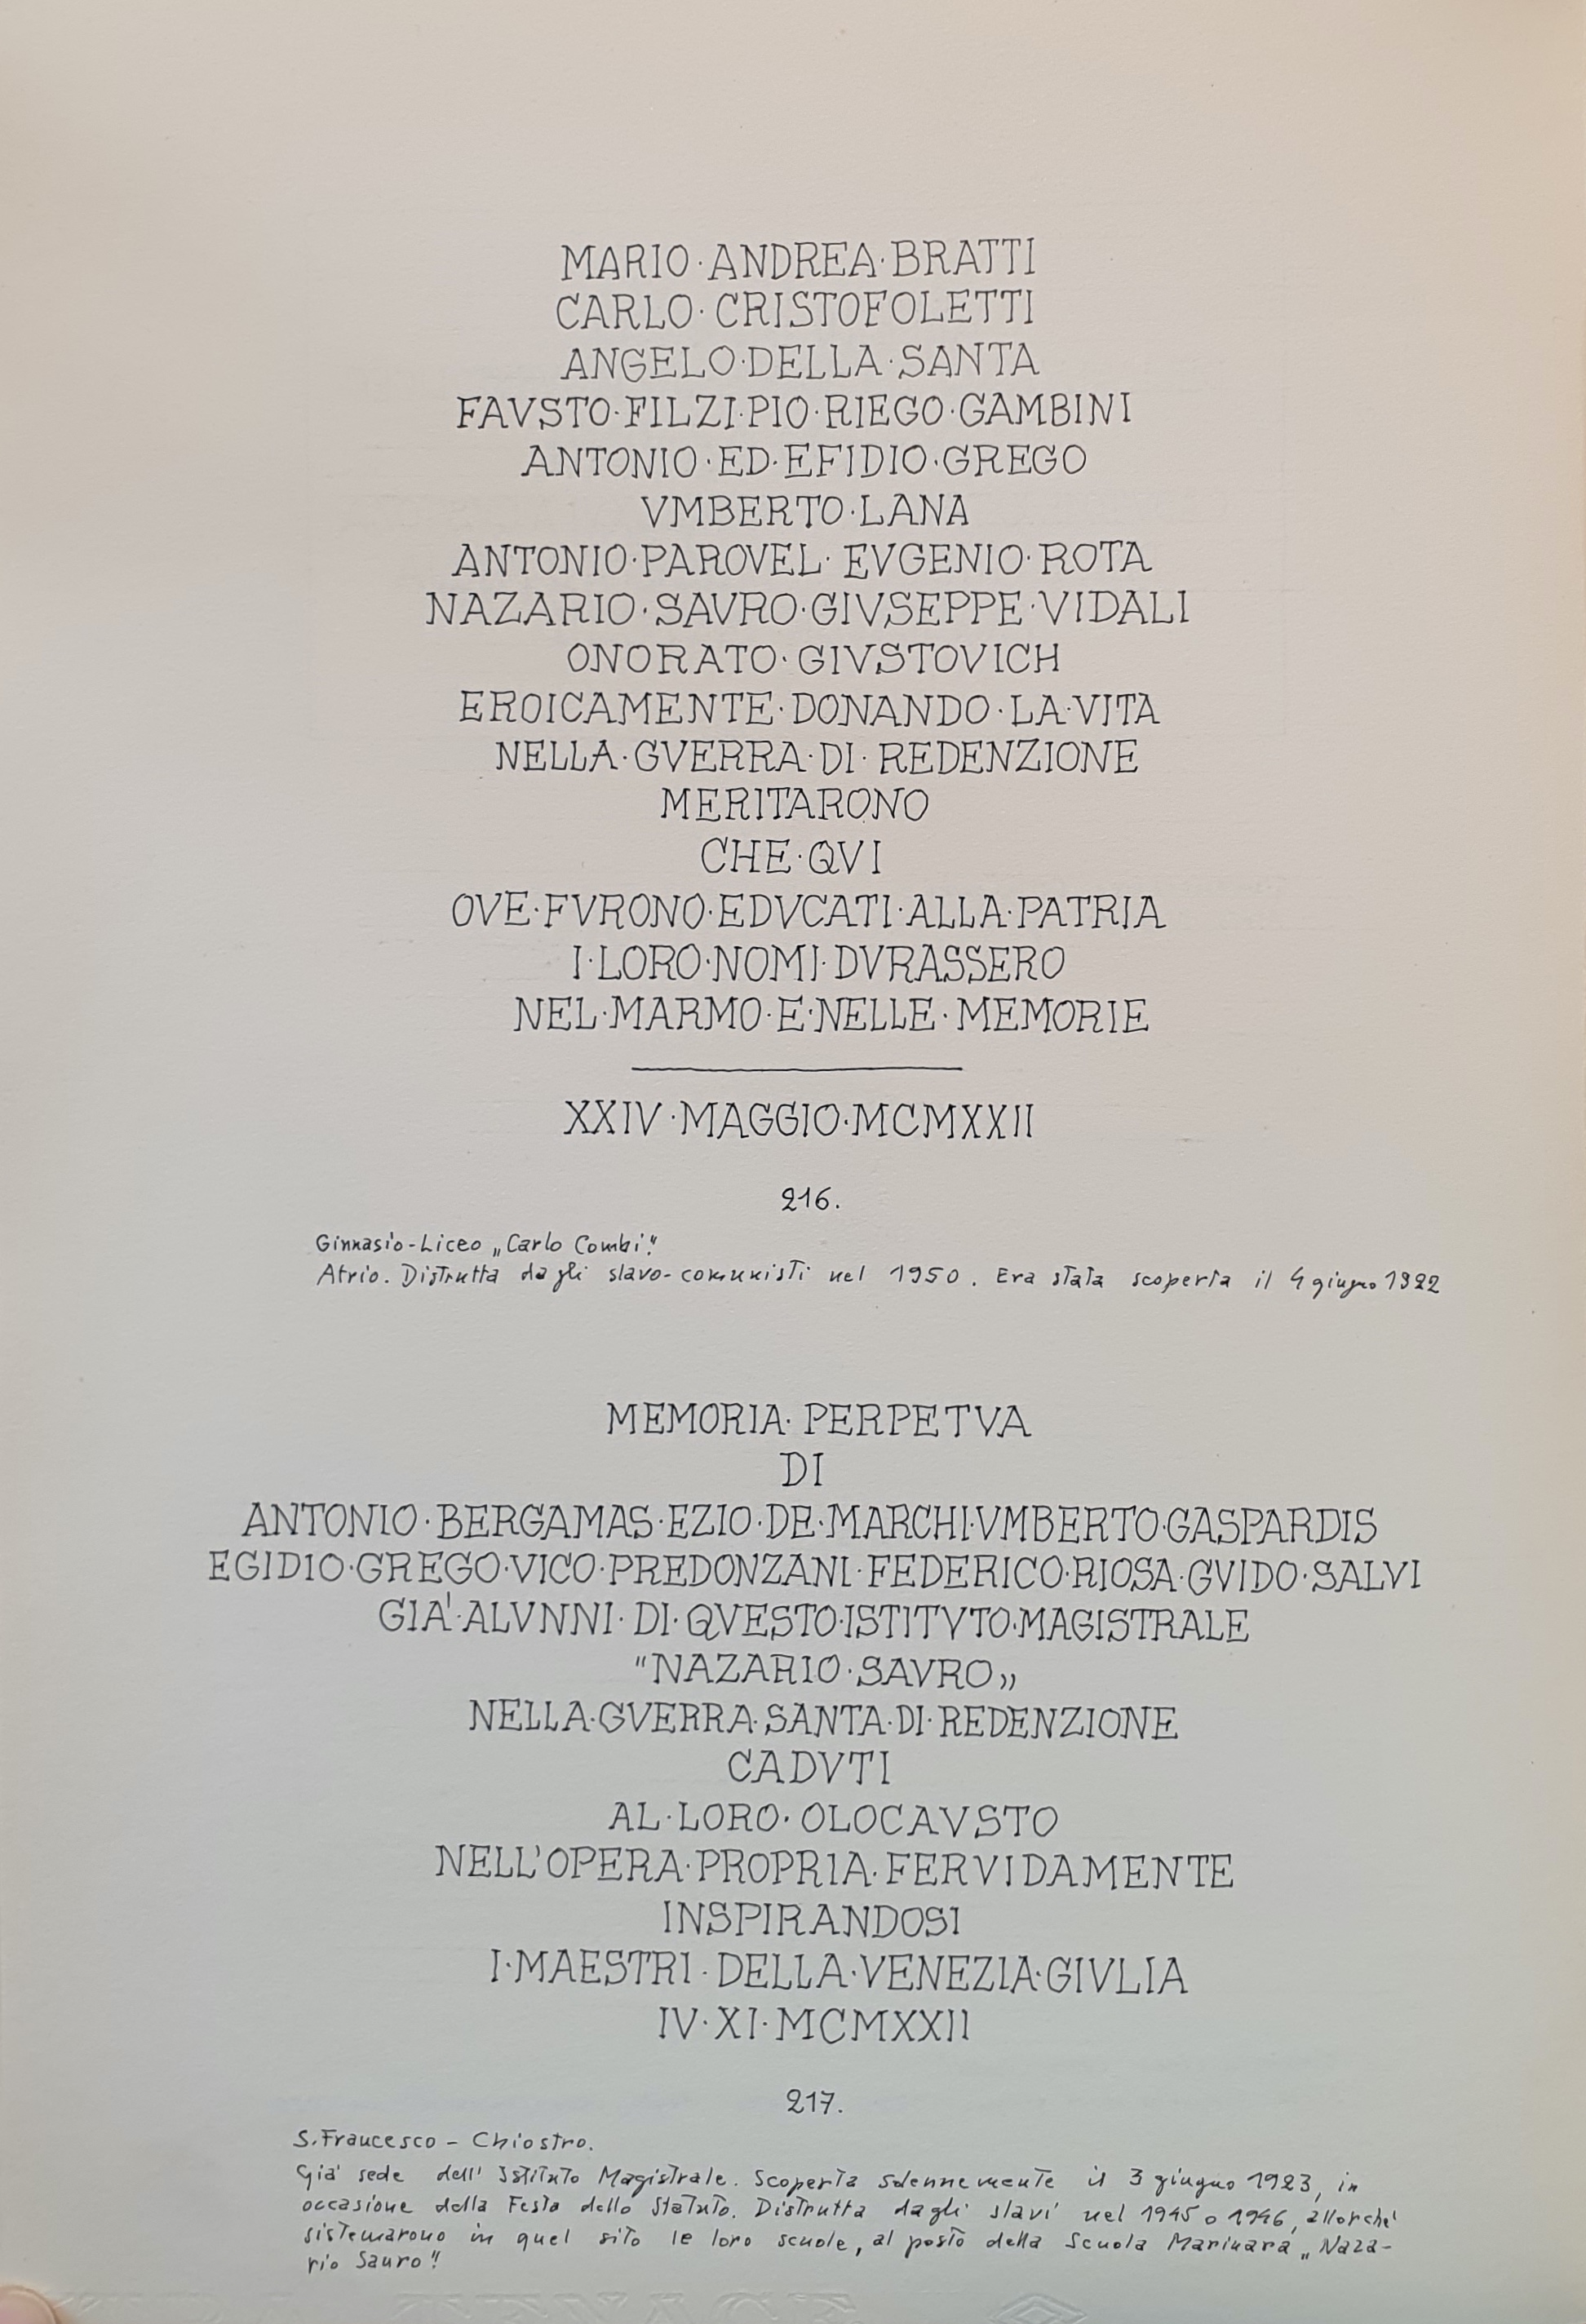 MARIO·ANDREA·BRATTI
CARLO·CRISTOFOLETTI
ANGELO·DELLA·SANTA
FAVSTO·FILZI·PIO·RIEGO·GAMBINI
ANTONIO·ED·EFIDIO·GREGO
VMBERTO·LANA
ANTONIO·PAROVEL·EVGENIO·ROTA
NAZARIO·SAVRO·GIVSEPPE·VIDALI
ONORATO·GIVSTOVICH
EROICAMENTE·DONANDO·LA·VITA
NELLA·GVERRA·DI·REDENZIONE
MERITARONO
CHE·QVI
OVE·FVRONO·EDVCATI·ALLA·PATRIA
I·LORO·NOMI·DVRASSERO
NEL·MARMO·E·NELLE·MEMORIE
XXIV·MAGGIO·MCMXXII
216.
Ginnasio-Liceo „Carlo Combi".
Atrio. Distrutta dagli slavo-comunisti nel 1950. Era stata scoperta il 4 giugno 1922
MEMORIA·PERPETVA
DI
ANTONIO·BERGAMAS·EZIO·DE·MARCHI·VMBERTO·GASPARDIS
EGIDIO·GREGO·VICO·PREDONZANI·FEDERICO·RIOSA·GVIDO·SALVI
GIA'·ALVNNI·DI·QVESTO·ISTITVTO·MAGISTRALE
"NAZARIO·SAVRO„
NELLA·GVERRA·SANTA·DI·REDENZIONE
CADVTI
AL·LORO·OLOCAVSTO
NELL'OPERA·PROPRIA·FERVIDAMENTE
INSPIRANDOSI
I·MAESTRI·DELLA·VENEZIA·GIVLIA
IV·XI·MCMXXII
217.
S. Francesco - Chiostro.
Già sede dell'Istituto Magistrale. Scoperta solennemente il 3 giugno 1923, in
occasione della Festa dello Statuto. Distrutta dagli slavi nel 1945 o 1946, allorché
sistemarono in quel sito le loro scuole, al posto della Scuola Marinara „Naza-
rio Sauro".